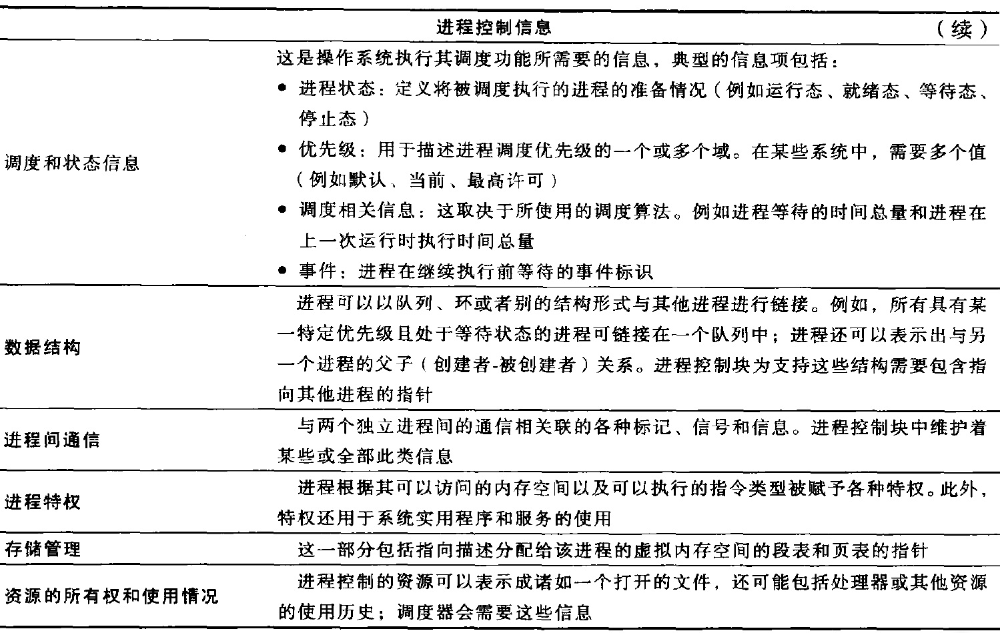 进程控制信息 （续）
这是操作系统执行其调度功能所需要的信息，典型的信息项包括：
● 进程状态：定义将被调度执行的进程的准备情况（例如运行态、就绪态、等待态、
停止态）
● 优先级：用于描述进程调度优先级的一个或多个域。在某些系统中，需要多个值
（例如默认、当前、最高许可）
调度和状态信息
● 调度相关信息：这取决于所使用的调度算法。例如进程等待的时间总量和进程在
上一次运行时执行时间总量
● 事件：进程在继续执行前等待的事件标识
数据结构
进程可以以队列、环或者别的结构形式与其他进程进行链接。例如，所有具有某
一特定优先级且处于等待状态的进程可链接在一个队列中；进程还可以表示出与另
一个进程的父子（创建者-被创建者）关系。进程控制块为支持这些结构需要包含指
向其他进程的指针
进程间通信
与两个独立进程间的通信相关联的各种标记、信号和信息。进程控制块中维护着
某些或全部此类信息
进程特权
进程根据其可以访问的内存空间以及可以执行的指令类型被赋予各种特权。此外，
特权还用于系统实用程序和服务的使用
存储管理
这一部分包括指向描述分配给该进程的虚拟内存空间的段表和页表的指针
资源的所有权和使用情况
进程控制的资源可以表示成诸如一个打开的文件，还可能包括处理器或其他资源
的使用历史；调度器会需要这些信息